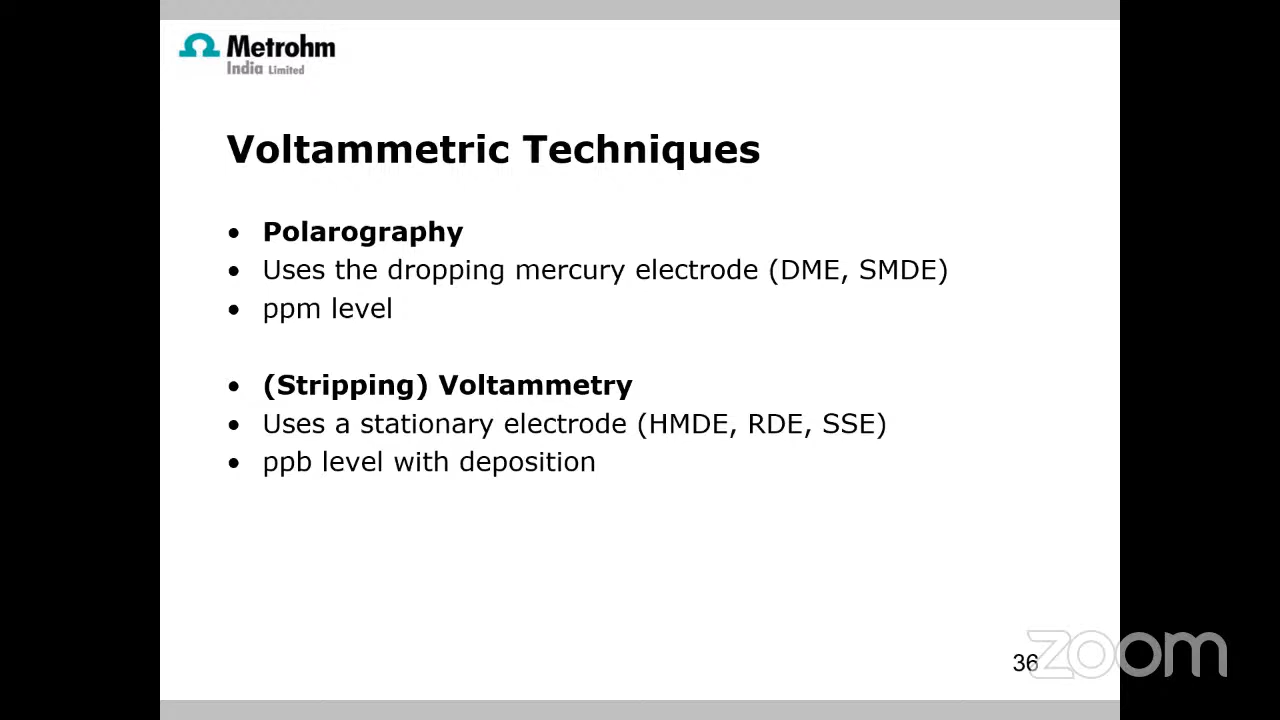 Metrohm
India Limited
Voltammetric Techniques
• Polarography
• Uses the dropping mercury electrode (DME, SMDE)
• ppm level
• (Stripping) Voltammetry
• Uses a stationary electrode (HMDE, RDE, SSE)
• ppb level with deposition
36
zoom